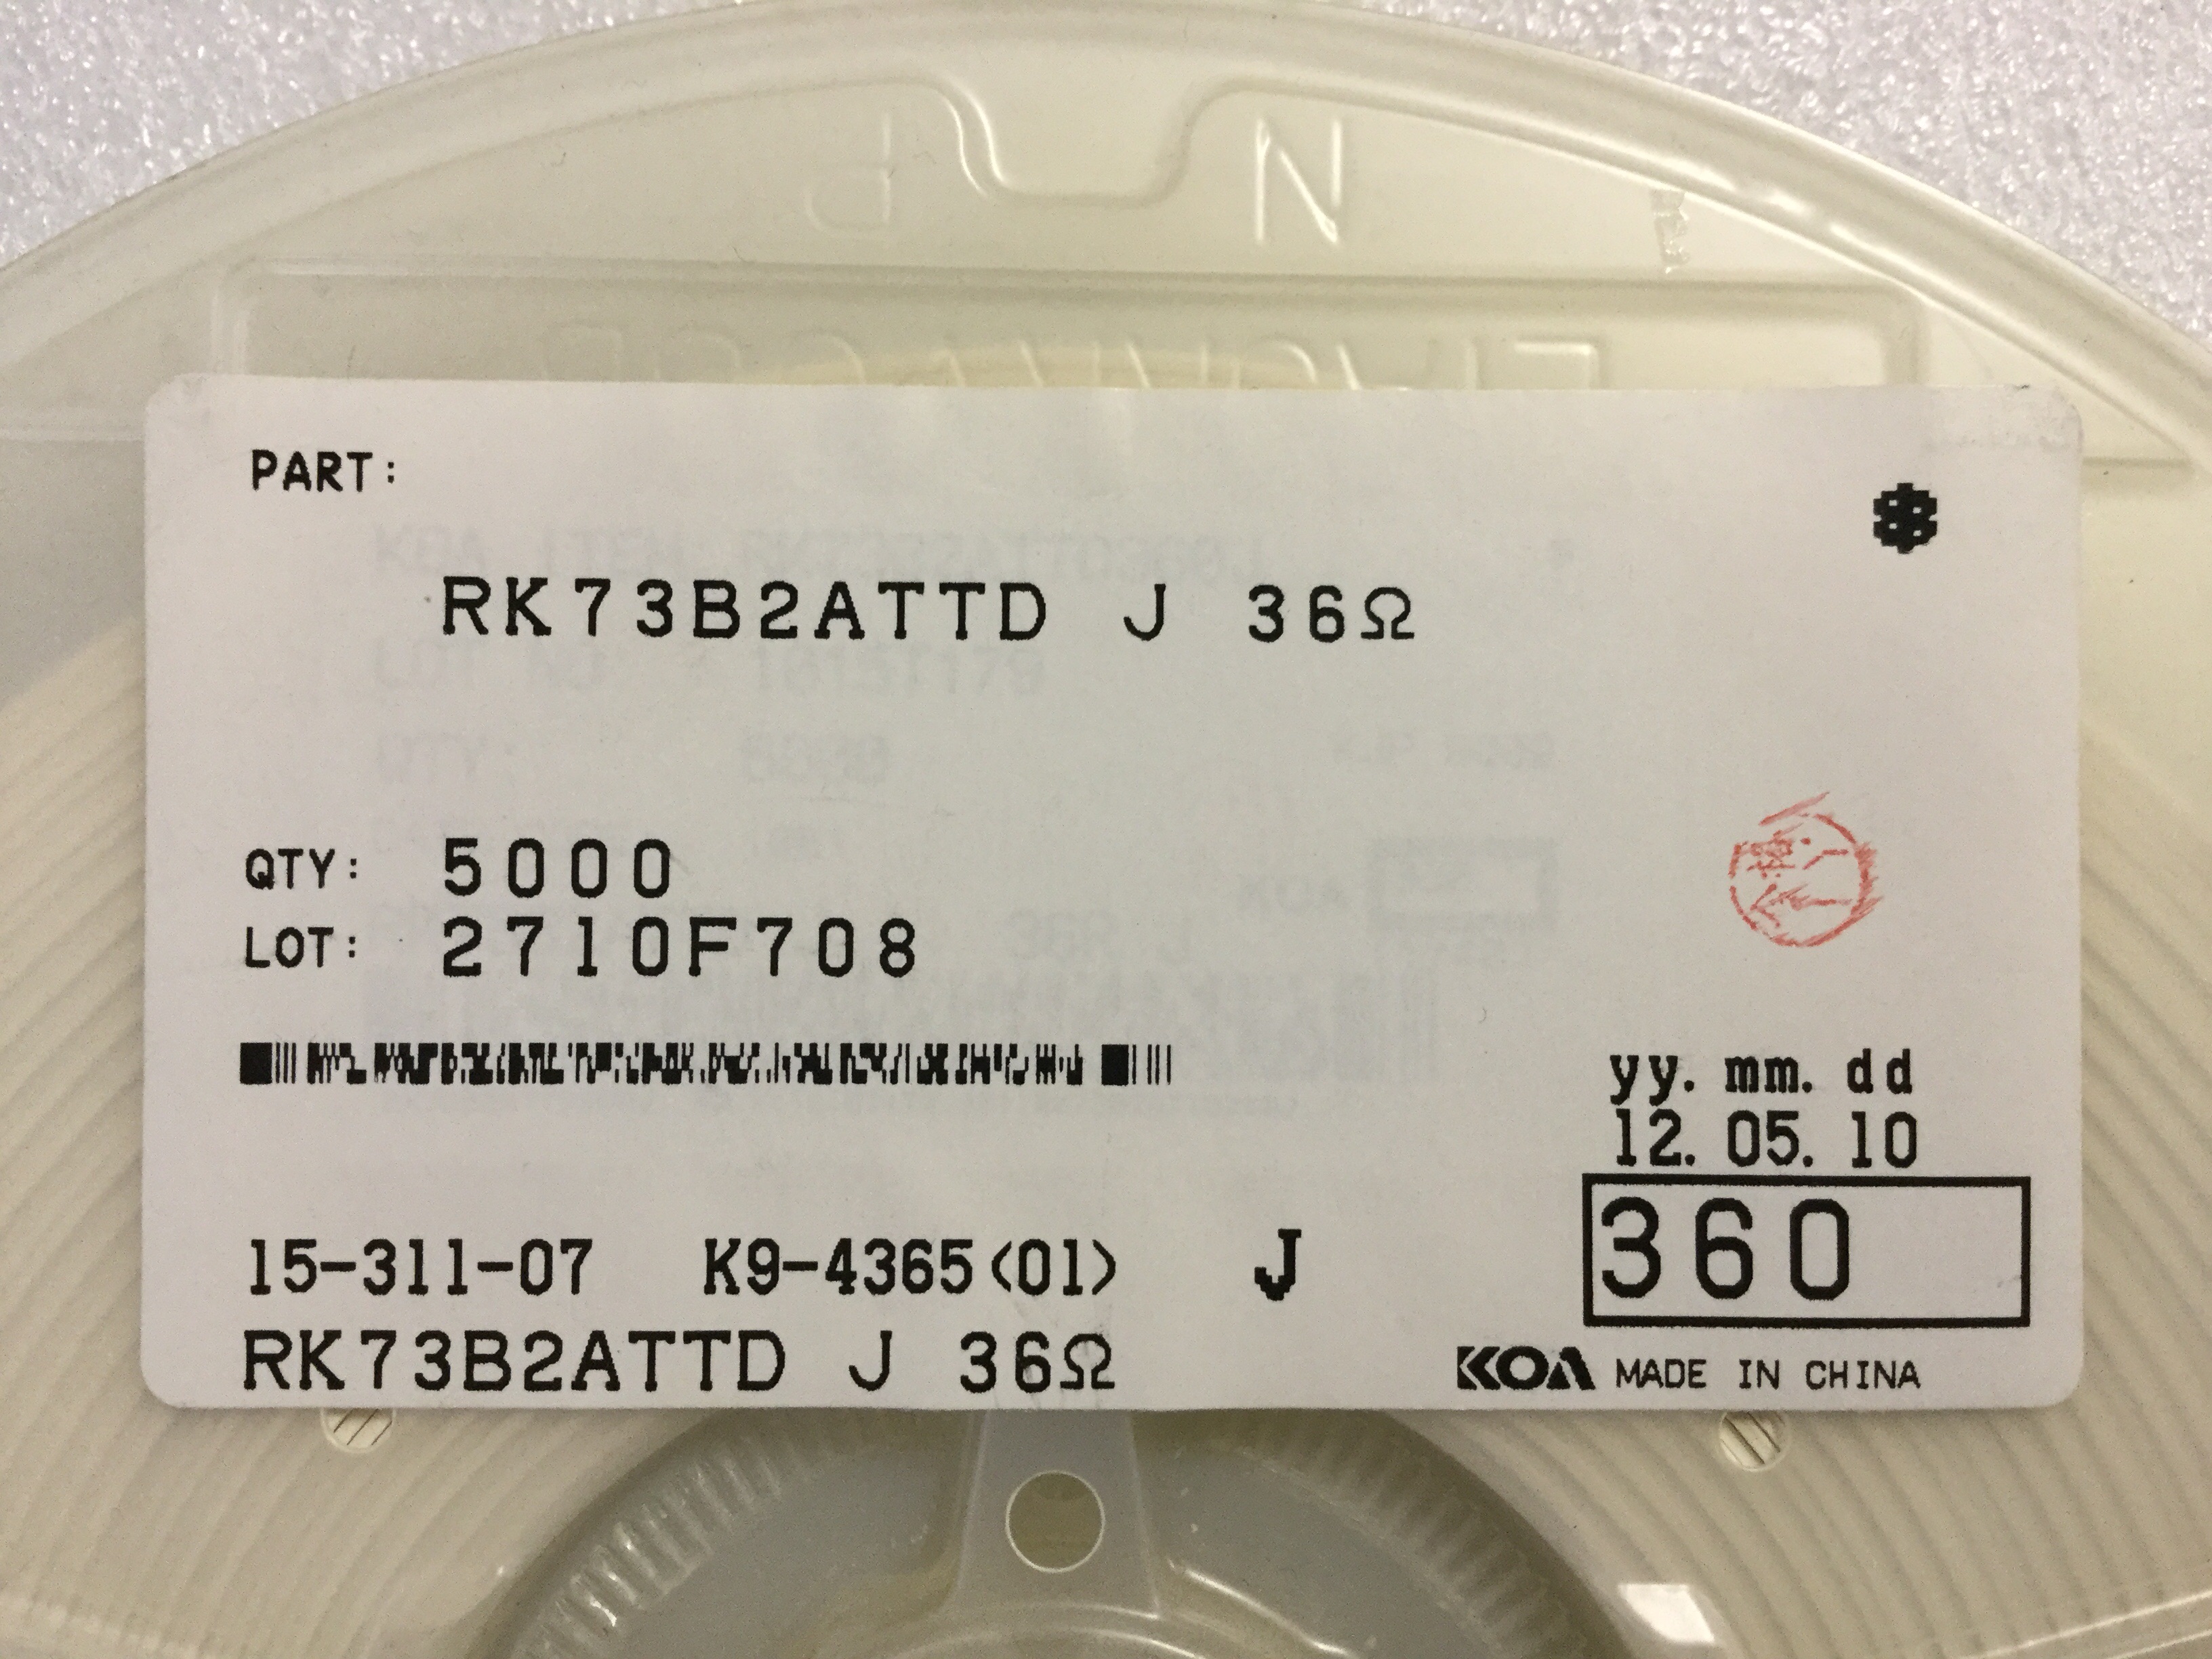 P N
PART:
RK73B2ATTD J 36Ω
QTY: 5000
LOT: 2710F708
yy. mm. dd
12. 05. 10
360
15-311-07 K9-4365<01> J
RK73B2ATTD J 36Ω
KOA MADE IN CHINA